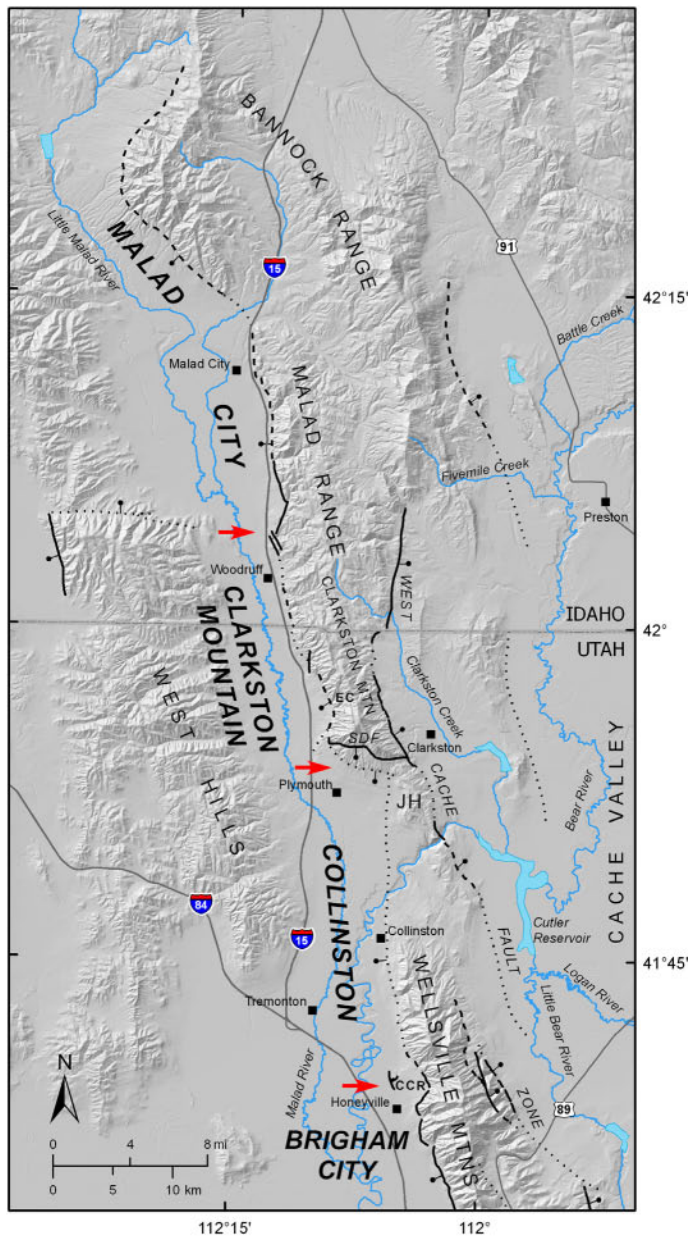 BANNOCK RANGE
91
Little Malad River
MALAD
15
42°15'
Battle Creek
Malad City
MALAD RANGE
CITY
Fivemile Creek
Preston
Woodruff
WEST
IDAHO
42°
UTAH
CLARKSTON
MOUNTAIN
CLARKSTON MTN
Clarkston Creek
EC
WEST HILLS
SDF
Clarkston
CACHE
Plymouth
JH
Bear River
CACHE VALLEY
84
15
COLLINSTON
Collinston
Cutler
Reservoir
FAULT
41°45'
Logan River
Tremonton
WELLSVILLE MTNS
Little Bear River
N
Malad River
CCR
Honeyville
ZONE
89
BRIGHAM
CITY
0 4 8 mi
0 5 10 km
112°15' 112°